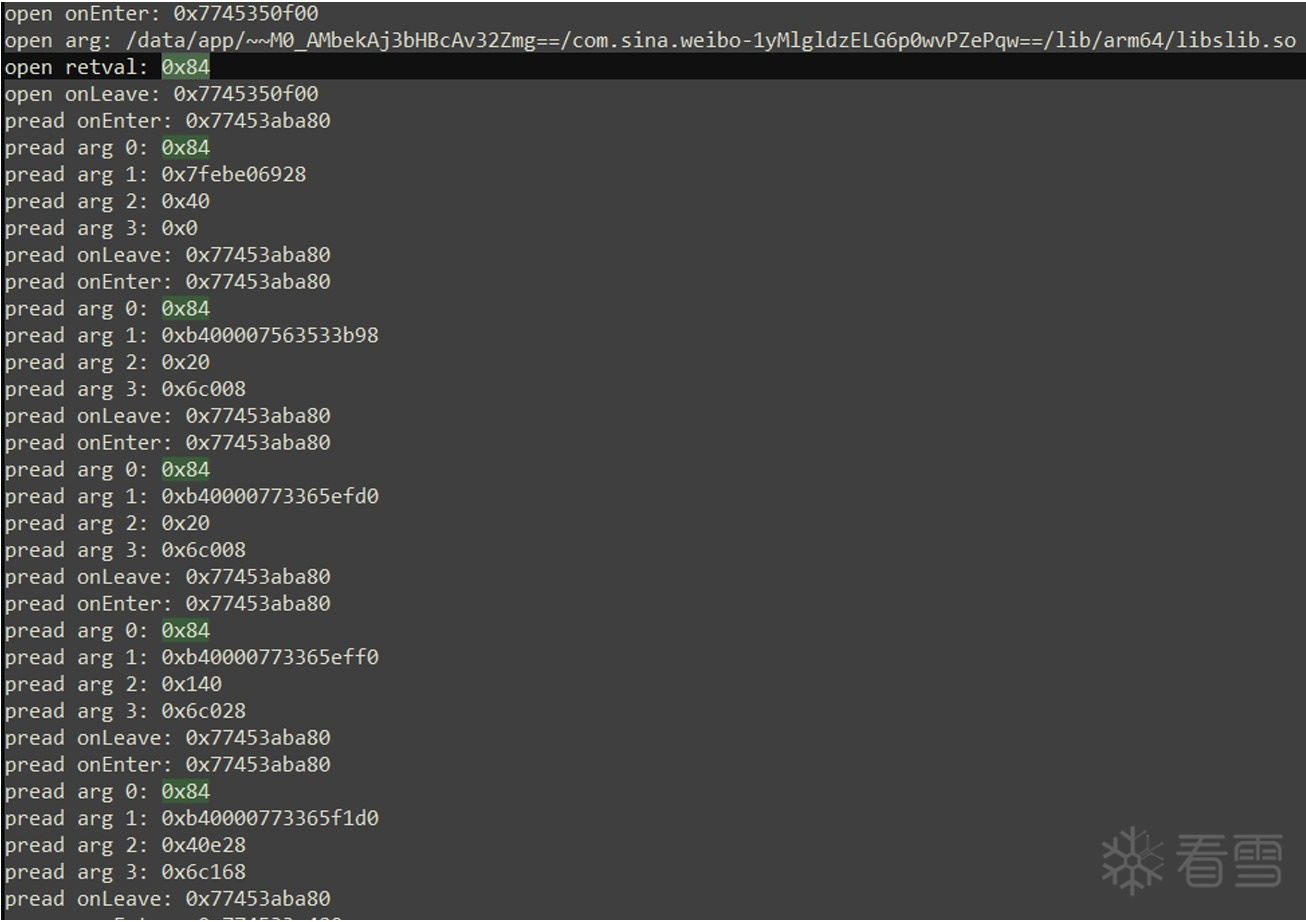 open onEnter: 0x7745350f00
open arg: /data/app/~~M0_AMbekAj3bHBcAv32Zmg==/com.sina.weibo-1yMlgldzELG6p0wvPZePqw==/lib/arm64/libslib.so
open retval: 0x84
open onLeave: 0x7745350f00
pread onEnter: 0x77453aba80
pread arg 0: 0x84
pread arg 1: 0x7febe06928
pread arg 2: 0x40
pread arg 3: 0x0
pread onLeave: 0x77453aba80
pread onEnter: 0x77453aba80
pread arg 0: 0x84
pread arg 1: 0xb400007563533b98
pread arg 2: 0x20
pread arg 3: 0x6c008
pread onLeave: 0x77453aba80
pread onEnter: 0x77453aba80
pread arg 0: 0x84
pread arg 1: 0xb40000773365efd0
pread arg 2: 0x20
pread arg 3: 0x6c008
pread onLeave: 0x77453aba80
pread onEnter: 0x77453aba80
pread arg 0: 0x84
pread arg 1: 0xb40000773365eff0
pread arg 2: 0x140
pread arg 3: 0x6c028
pread onLeave: 0x77453aba80
pread onEnter: 0x77453aba80
pread arg 0: 0x84
pread arg 1: 0xb40000773365f1d0
pread arg 2: 0x40e28
pread arg 3: 0x6c168
pread onLeave: 0x77453aba80
看雪